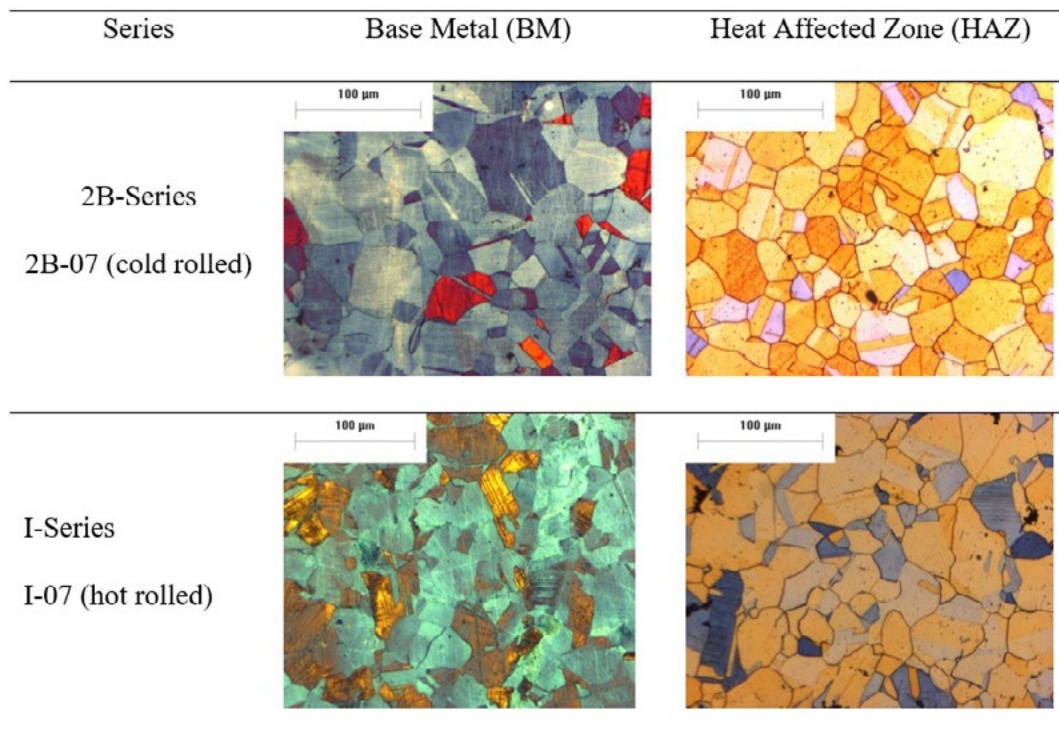 Series Base Metal (BM) Heat Affected Zone (HAZ)
100 µm 100 µm
2B-Series
2B-07 (cold rolled)
100 µm 100 µm
I-Series
I-07 (hot rolled)